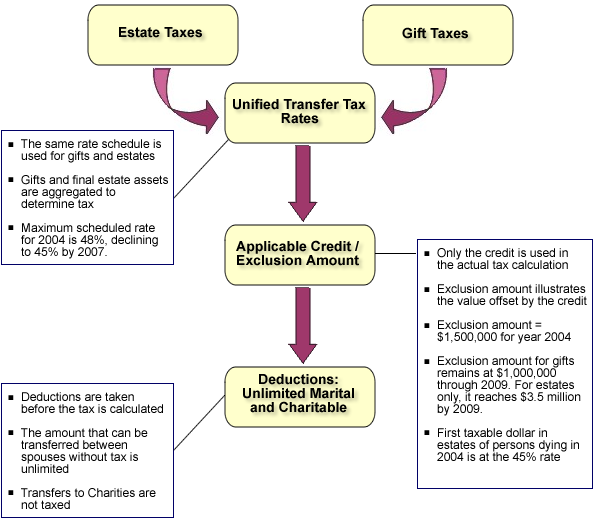 Estate Taxes
Gift Taxes
Unified Transfer Tax
Rates
▪ The same rate schedule is
used for gifts and estates
▪ Gifts and final estate assets
are aggregated to
determine tax
▪ Maximum scheduled rate
for 2004 is 48%, declining
to 45% by 2007.
Applicable Credit /
Exclusion Amount
▪ Only the credit is used in
the actual tax calculation
▪ Exclusion amount illustrates
the value offset by the credit
▪ Exclusion amount =
$1,500,000 for year 2004
▪ Exclusion amount for gifts
remains at $1,000,000
through 2009. For estates
only, it reaches $3.5 million
by 2009.
▪ First taxable dollar in
estates of persons dying in
2004 is at the 45% rate
Deductions:
Unlimited Marital
and Charitable
▪ Deductions are taken
before the tax is calculated
▪ The amount that can be
transferred between
spouses without tax is
unlimited
▪ Transfers to Charities are
not taxed